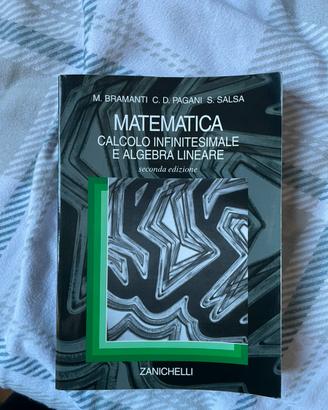 M. BRAMANTI C. D. PAGANI S. SALSA
MATEMATICA
CALCOLO INFINITESIMALE
E ALGEBRA LINEARE
seconda edizione
ZANICHELLI